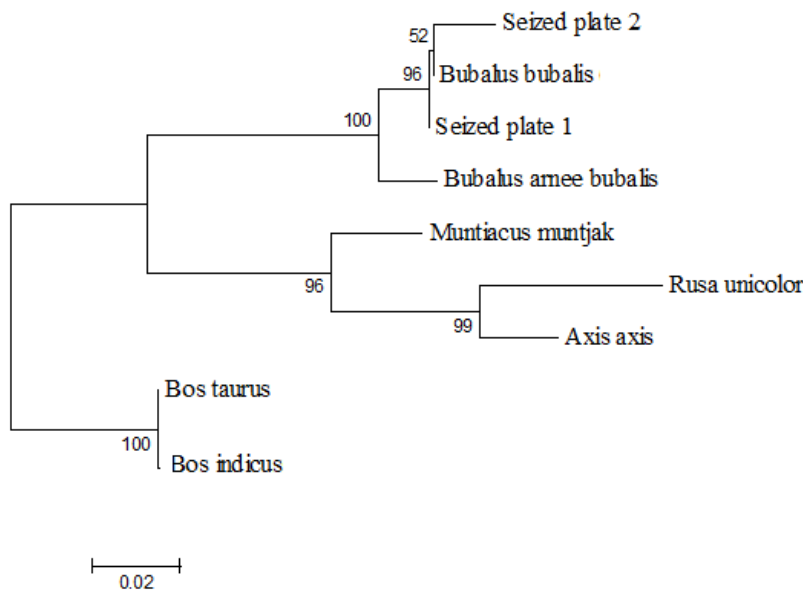 Seized plate 2
52
Bubalus bubalis
96
Seized plate 1
100
Bubalus arnee bubalis
Muntiacus muntjak
96
Rusa unicolor
99
Axis axis
Bos taurus
100
Bos indicus
0.02